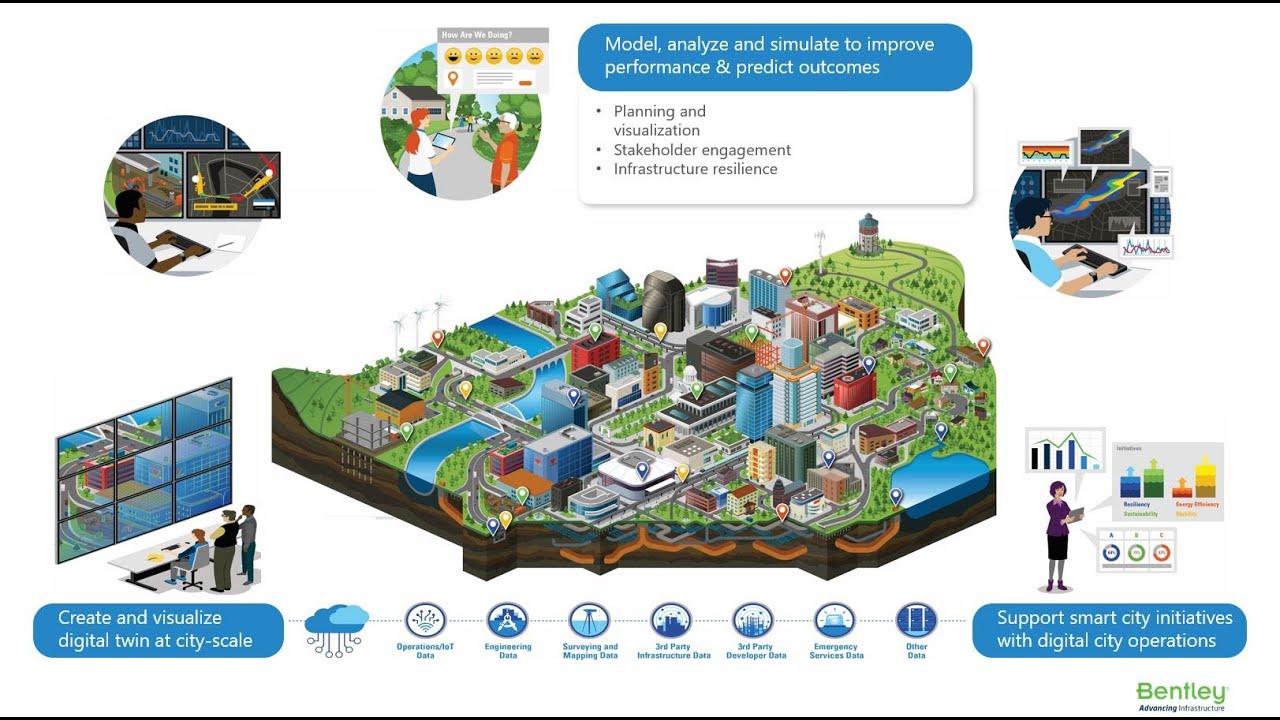 How Are We Doing?
Model, analyze and simulate to improve
performance & predict outcomes
• Planning and
visualization
• Stakeholder engagement
• Infrastructure resilience
Initiatives
Resiliency
Energy Efficiency
Sustainability
Mobility
A B C
Create and visualize
digital twin at city-scale
Operations/IoT
Data
Engineering
Data
Surveying and
Mapping Data
3rd Party
Infrastructure Data
3rd Party
Developer Data
Emergency
Services Data
Other
Data
Support smart city initiatives
with digital city operations
Bentley
Advancing Infrastructure